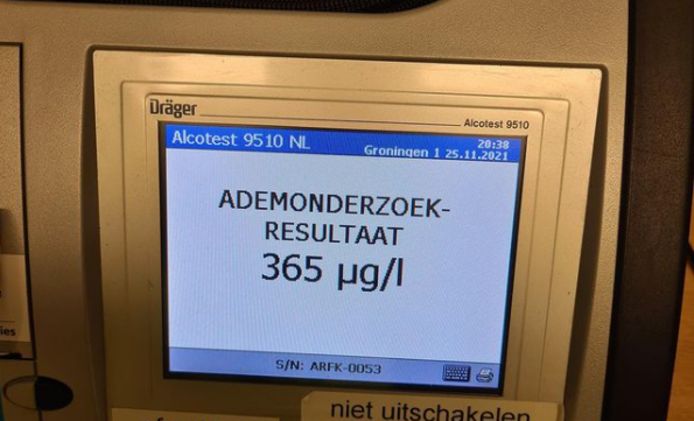 Dräger
Alcotest 9510
Alcotest 9510 NL
20:38
Groningen 1 25.11.2021
ADEMONDERZOEK-
RESULTAAT
365 µg/l
S/N: ARFK-0053
ies
niet uitschakelen